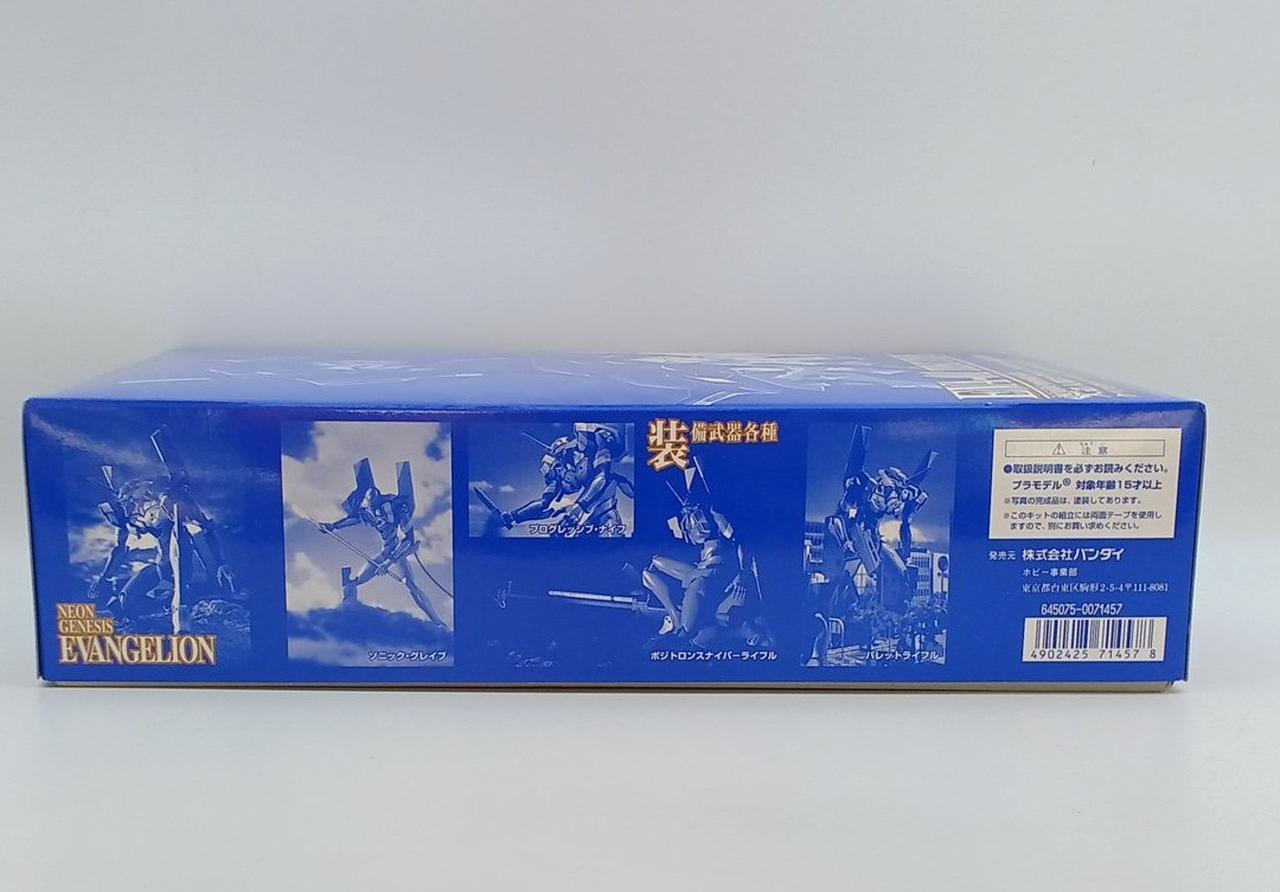 NEON
GENESIS
EVANGELION
ソニック・グレイブ
プログレッシブ・ナイフ
装備武器各種
ポジトロンスナイパーライフル
パレットライフル
⚠ 注意
●取扱説明書を必ずお読みください。
プラモデル® 対象年齢15才以上
※写真の完成品は、塗装してあります。
※このキットの組立には両面テープを使用し
ますので、別にお買い求めください。
発売元 株式会社バンダイ
ホビー事業部
東京都台東区駒形2-5-4〒111-8081
645075-0071457
4902425 71457 8